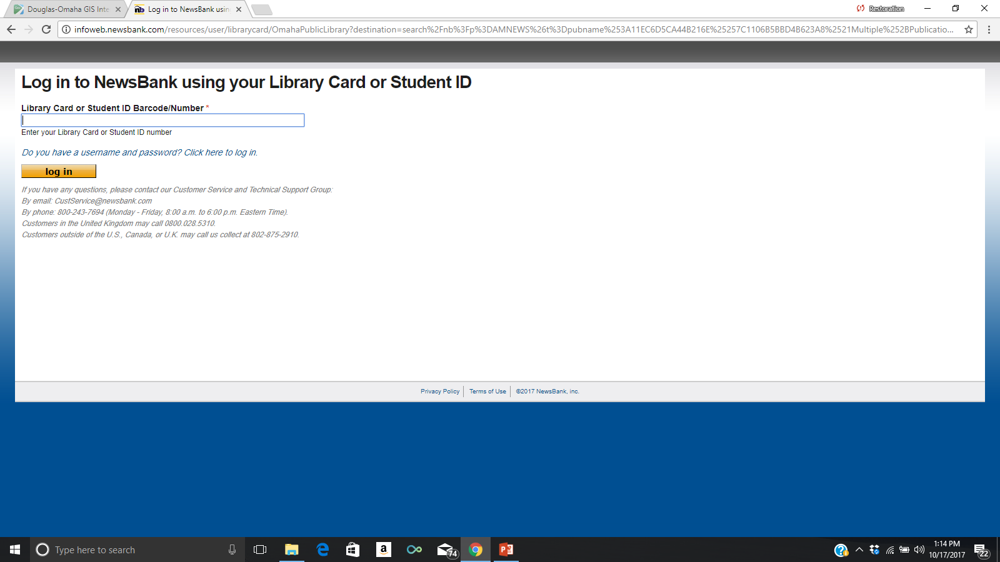 Douglas-Omaha GIS Inte
Log in to NewsBank usin
Restoration
infoweb.newsbank.com/resources/user/librarycard/OmahaPublicLibrary?destination=search%2Fnb%3Fp%3DAMNEWS%26t%3Dpubname%253A11EC6D5CA44B216E%25257C1106B5BBD4B623A8%2521Multiple%252BPublicatio...
Log in to NewsBank using your Library Card or Student ID
Library Card or Student ID Barcode/Number *
Enter your Library Card or Student ID number
Do you have a username and password? Click here to log in.
log in
If you have any questions, please contact our Customer Service and Technical Support Group:
By email: CustService@newsbank.com
By phone: 800-243-7694 (Monday - Friday, 8:00 a.m. to 6:00 p.m. Eastern Time).
Customers in the United Kingdom may call 0800.028.5310.
Customers outside of the U.S., Canada, or U.K. may call us collect at 802-875-2910.
Privacy Policy
Terms of Use
©2017 NewsBank, inc.
Type here to search
74
1:14 PM
10/17/2017
22